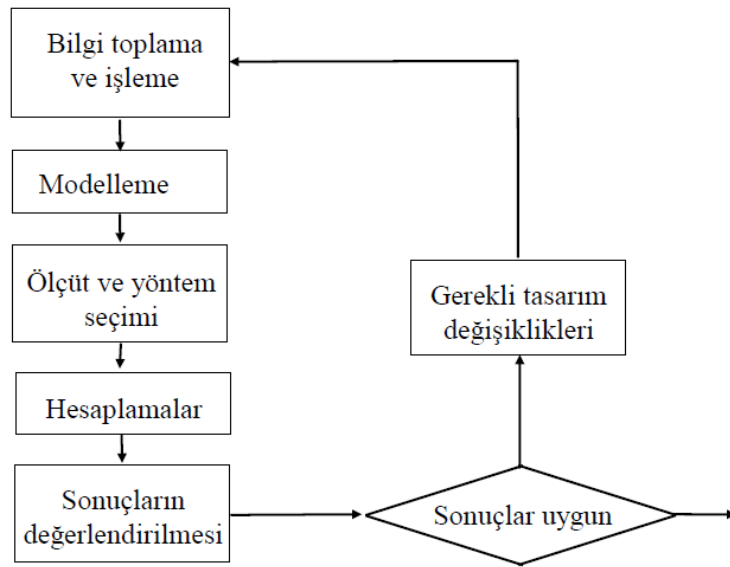 Bilgi toplama
ve işleme
Modelleme
Ölçüt ve yöntem
seçimi
Hesaplamalar
Sonuçların
değerlendirilmesi
Sonuçlar uygun
Gerekli tasarım
değişiklikleri